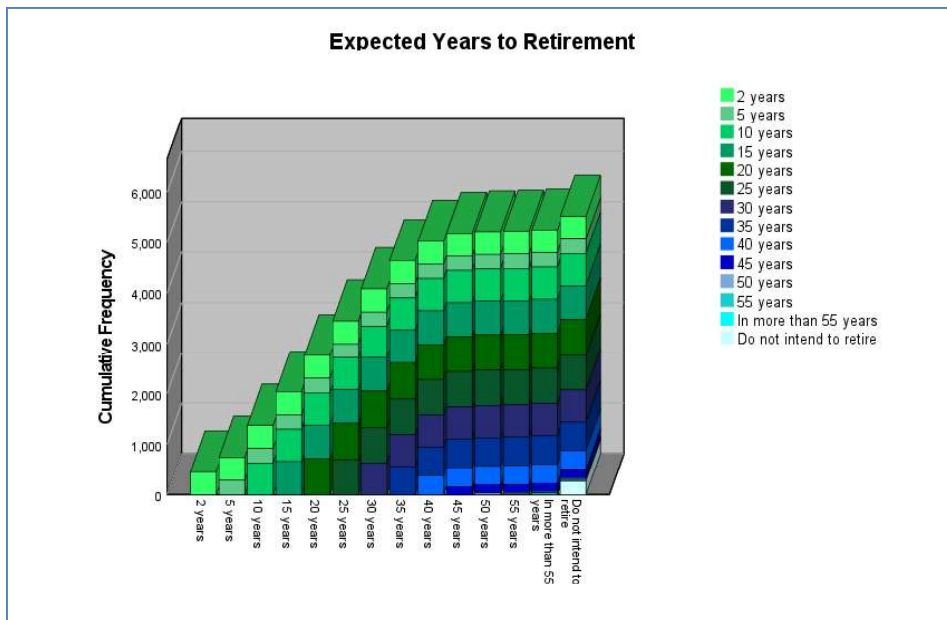 Expected Years to Retirement
Cumulative Frequency
6,000
5,000
4,000
3,000
2,000
1,000
0
2 years
5 years
10 years
15 years
20 years
25 years
30 years
35 years
40 years
45 years
50 years
55 years
In more than 55
years
Do not intend to
retire
2 years
5 years
10 years
15 years
20 years
25 years
30 years
35 years
40 years
45 years
50 years
55 years
In more than 55 years
Do not intend to retire